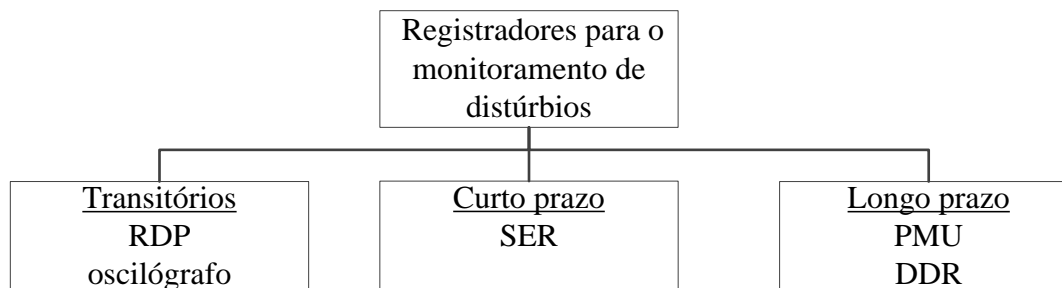 Registradores para o
monitoramento de
distúrbios
Transitórios
RDP
oscilógrafo
Curto prazo
SER
Longo prazo
PMU
DDR